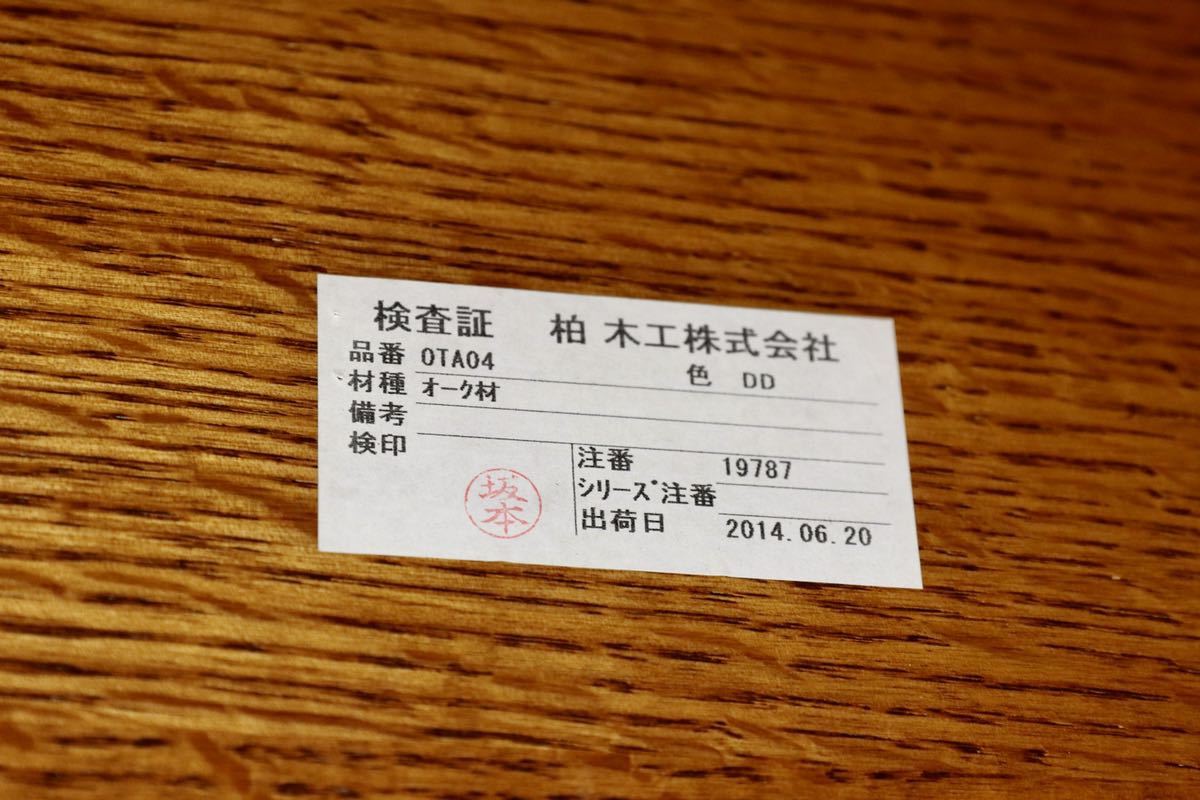 検査証 柏木工株式会社
品番 OTA04 色 DD
材種 ｵｰｸ材
備考
検印
坂本
注番 19787
ｼﾘｰｽﾞ注番
出荷日 2014.06.20